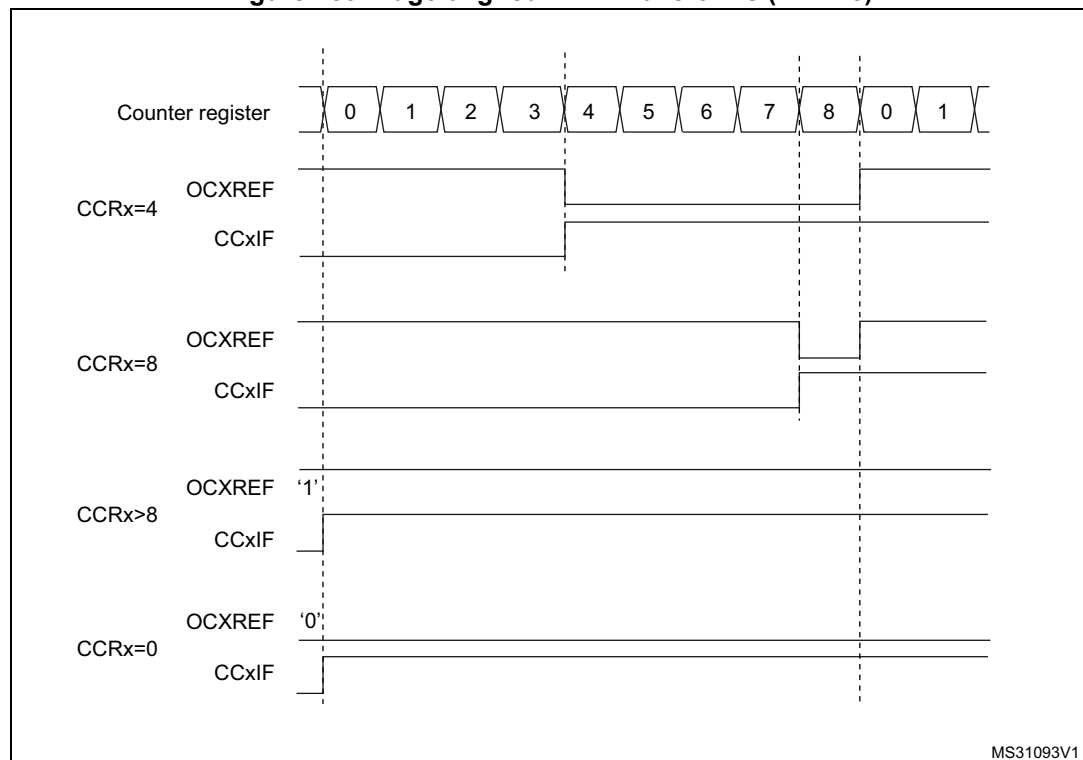 Counter register 0 1 2 3 4 5 6 7 8 0 1
OCXREF
CCRx=4
CCxIF
OCXREF
CCRx=8
CCxIF
OCXREF '1'
CCRx>8
CCxIF
OCXREF '0'
CCRx=0
CCxIF
MS31093V1